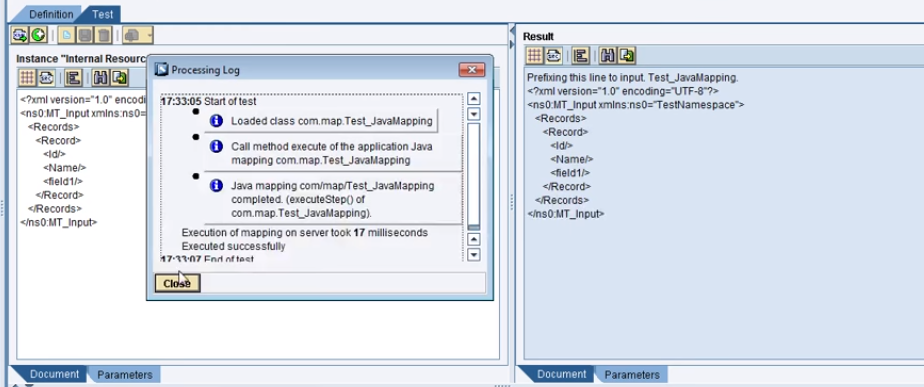 Definition
Test
Instance "Internal Resourc
<?xml version="1.0" encodi
<ns0:MT_Input xmlns:ns0=
<Records>
<Record>
<Id/>
<Name/>
<field1/>
</Record>
</Records>
</ns0:MT_Input>
Processing Log
17:33:05 Start of test
Loaded class com.map.Test_JavaMapping
Call method execute of the application Java
mapping com.map.Test_JavaMapping
Java mapping com/map/Test_JavaMapping
completed. (executeStep() of
com.map.Test_JavaMapping).
Execution of mapping on server took 17 milliseconds
Executed successfully
17:33:07 End of test
Close
Result
Prefixing this line to input. Test_JavaMapping.
<?xml version="1.0" encoding="UTF-8"?>
<ns0:MT_Input xmlns:ns0="TestNamespace">
<Records>
<Record>
<Id/>
<Name/>
<field1/>
</Record>
</Records>
</ns0:MT_Input>
Document
Parameters
Document
Parameters